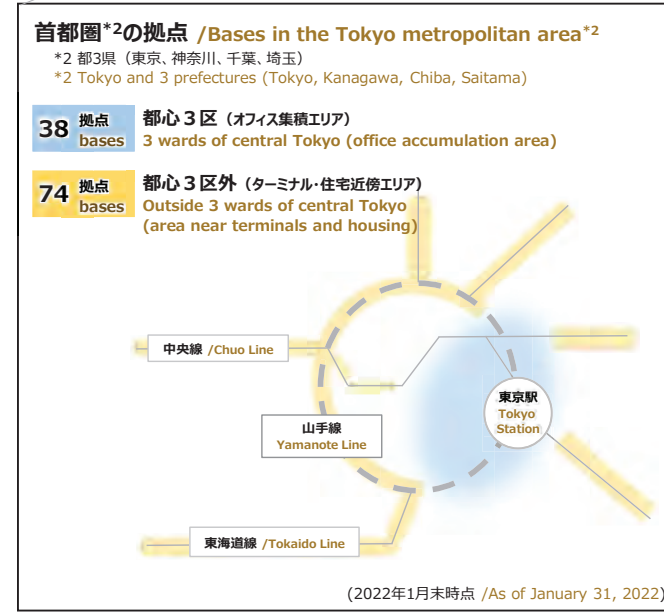 首都圏*2の拠点 /Bases in the Tokyo metropolitan area*2
*2 都3県（東京、神奈川、千葉、埼玉）
*2 Tokyo and 3 prefectures (Tokyo, Kanagawa, Chiba, Saitama)
38 拠点 bases
都心３区（オフィス集積エリア）
3 wards of central Tokyo (office accumulation area)
74 拠点 bases
都心３区外（ターミナル・住宅近傍エリア）
Outside 3 wards of central Tokyo
(area near terminals and housing)
中央線 /Chuo Line
東京駅
Tokyo
Station
山手線
Yamanote Line
東海道線 /Tokaido Line
(2022年1月末時点 /As of January 31, 2022)